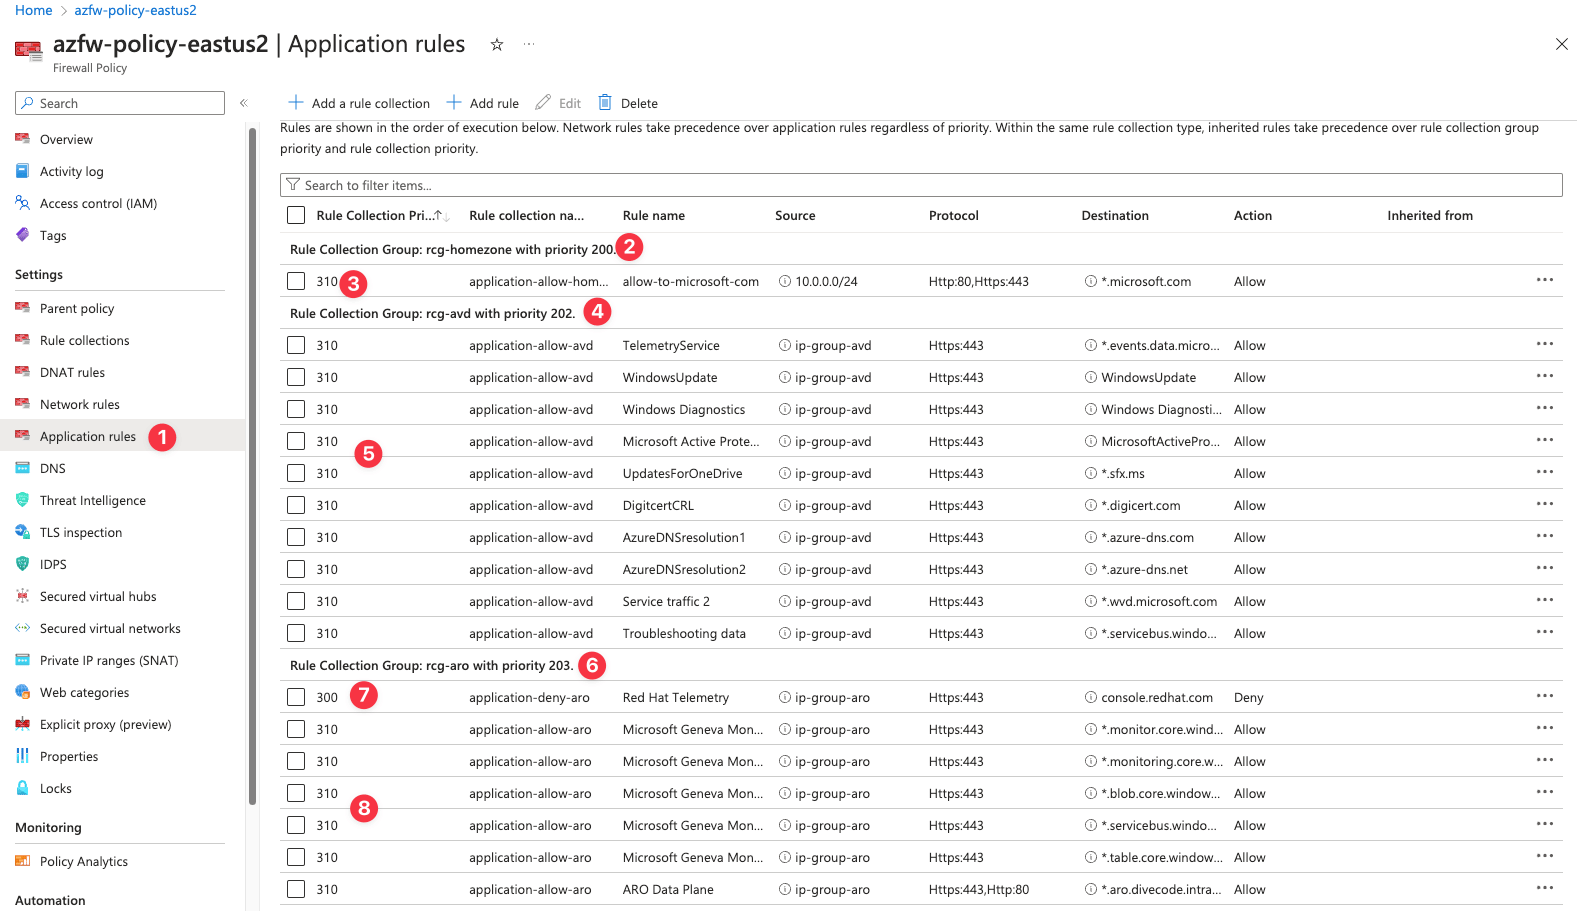 Home > azfw-policy-eastus2
azfw-policy-eastus2 | Application rules ☆ ···
Firewall Policy
Search «
Overview
Activity log
Access control (IAM)
Tags
Settings
Parent policy
Rule collections
DNAT rules
Network rules
Application rules 1
DNS
Threat Intelligence
TLS inspection
IDPS
Secured virtual hubs
Secured virtual networks
Private IP ranges (SNAT)
Web categories
Explicit proxy (preview)
Properties
Locks
Monitoring
Policy Analytics
Automation
Add a rule collection Add rule Edit Delete
Rules are shown in the order of execution below. Network rules take precedence over application rules regardless of priority. Within the same rule collection type, inherited rules take precedence over rule collection group
priority and rule collection priority.
Search to filter items...
Rule Collection Pri...↑↓ Rule collection na... Rule name Source Protocol Destination Action Inherited from
Rule Collection Group: rcg-homezone with priority 200. 2
310 3 application-allow-hom... allow-to-microsoft-com 10.0.0.0/24 Http:80,Https:443 *.microsoft.com Allow ···
Rule Collection Group: rcg-avd with priority 202. 4
310 application-allow-avd TelemetryService ip-group-avd Https:443 *.events.data.micro... Allow ···
310 application-allow-avd WindowsUpdate ip-group-avd Https:443 WindowsUpdate Allow ···
310 application-allow-avd Windows Diagnostics ip-group-avd Https:443 Windows Diagnosti... Allow ···
310 application-allow-avd Microsoft Active Prote... ip-group-avd Https:443 MicrosoftActivePro... Allow ···
5
310 application-allow-avd UpdatesForOneDrive ip-group-avd Https:443 *.sfx.ms Allow ···
310 application-allow-avd DigitcertCRL ip-group-avd Https:443 *.digicert.com Allow ···
310 application-allow-avd AzureDNSresolution1 ip-group-avd Https:443 *.azure-dns.com Allow ···
310 application-allow-avd AzureDNSresolution2 ip-group-avd Https:443 *.azure-dns.net Allow ···
310 application-allow-avd Service traffic 2 ip-group-avd Https:443 *.wvd.microsoft.com Allow ···
310 application-allow-avd Troubleshooting data ip-group-avd Https:443 *.servicebus.windo... Allow ···
Rule Collection Group: rcg-aro with priority 203. 6
300 7 application-deny-aro Red Hat Telemetry ip-group-aro Https:443 console.redhat.com Deny ···
310 application-allow-aro Microsoft Geneva Mon... ip-group-aro Https:443 *.monitor.core.wind... Allow ···
310 application-allow-aro Microsoft Geneva Mon... ip-group-aro Https:443 *.monitoring.core.w... Allow ···
310 application-allow-aro Microsoft Geneva Mon... ip-group-aro Https:443 *.blob.core.window... Allow ···
8
310 application-allow-aro Microsoft Geneva Mon... ip-group-aro Https:443 *.servicebus.windo... Allow ···
310 application-allow-aro Microsoft Geneva Mon... ip-group-aro Https:443 *.table.core.window... Allow ···
310 application-allow-aro ARO Data Plane ip-group-aro Https:443,Http:80 *.aro.divecode.intra... Allow ···